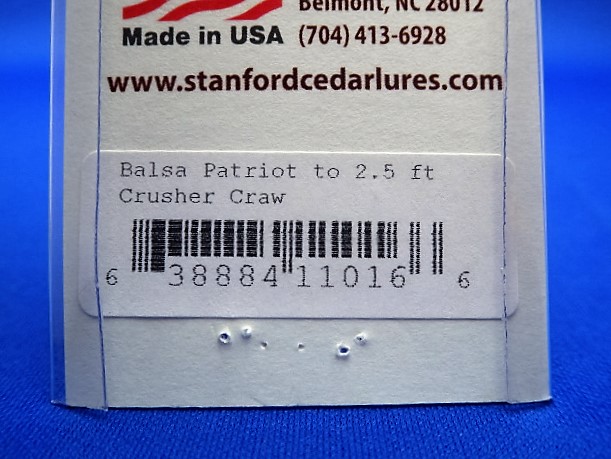 Belmont, NC 28012
Made in USA (704) 413-6928
www.stanfordcedarlures.com
Balsa Patriot to 2.5 ft
Crusher Craw
6 38884 11016 6